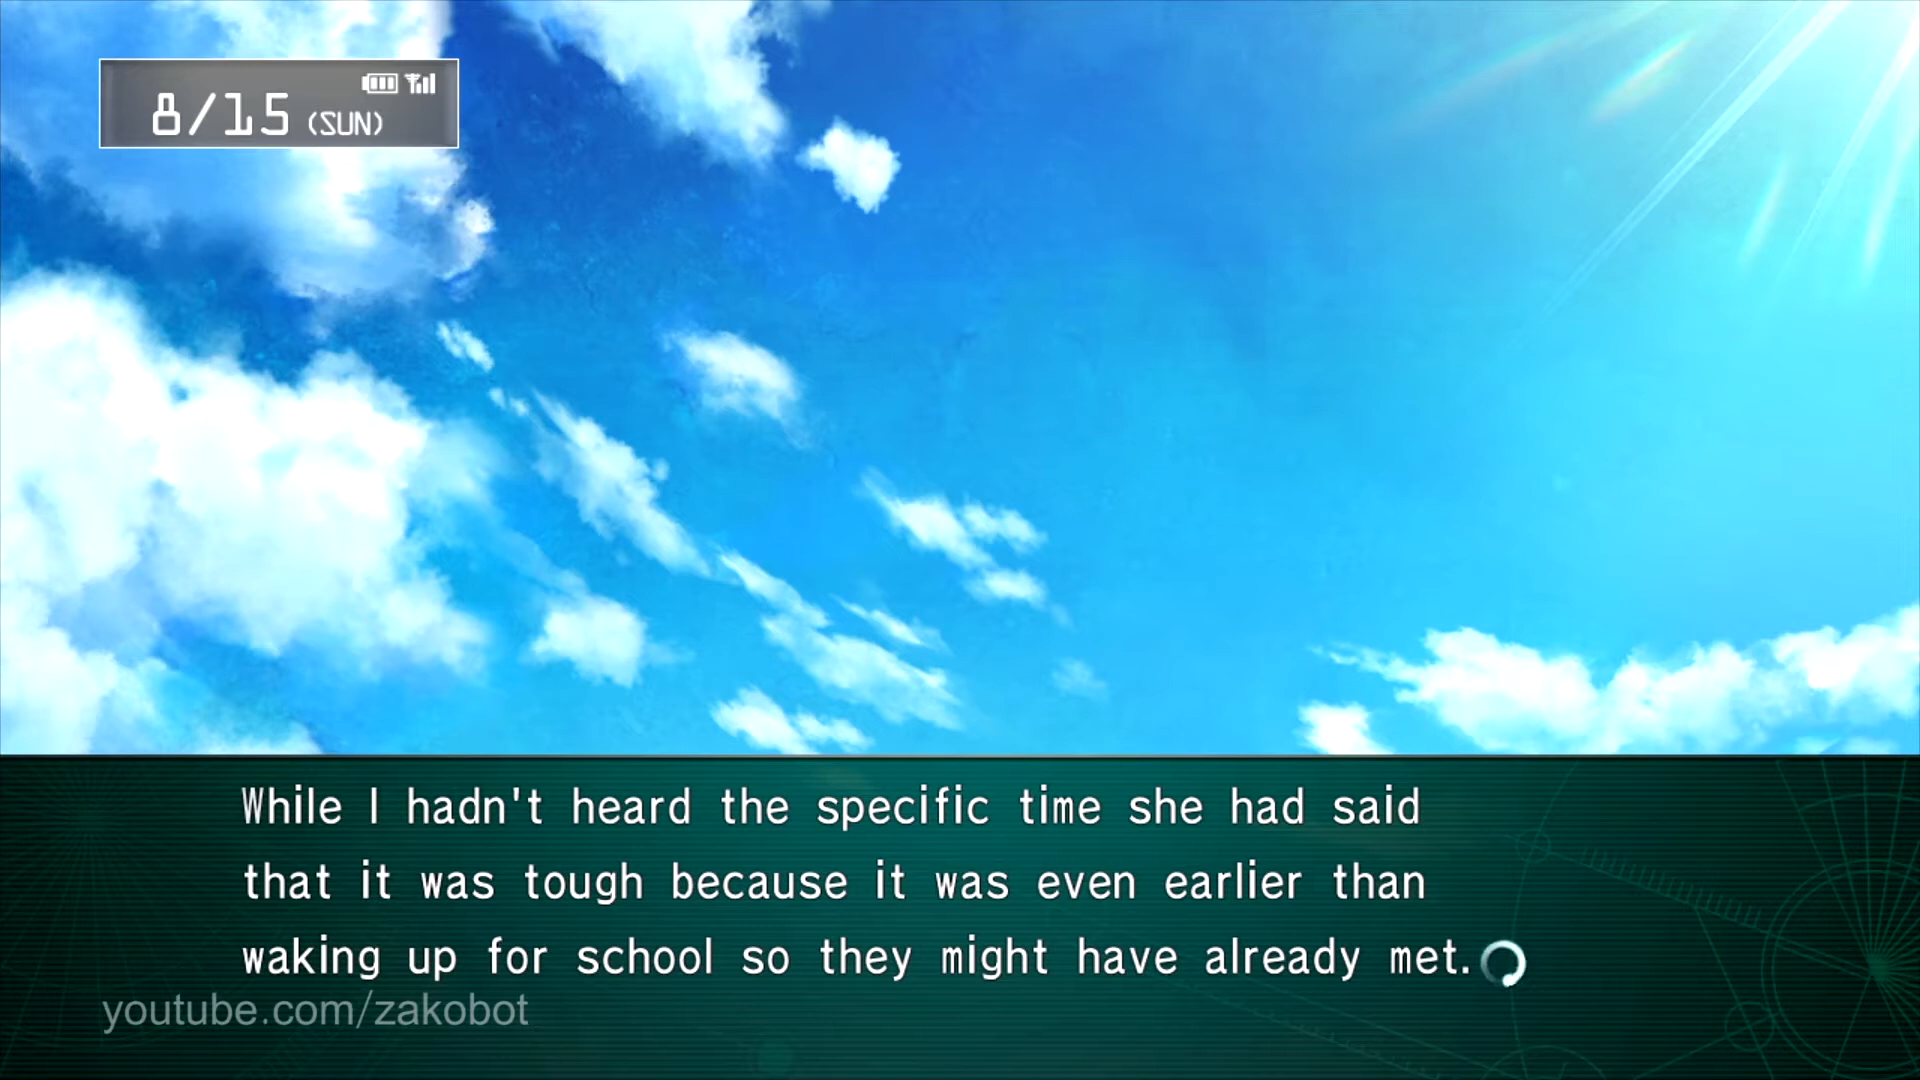 8/15 (SUN)
While I hadn't heard the specific time she had said
that it was tough because it was even earlier than
waking up for school so they might have already met.
youtube.com/zakobot